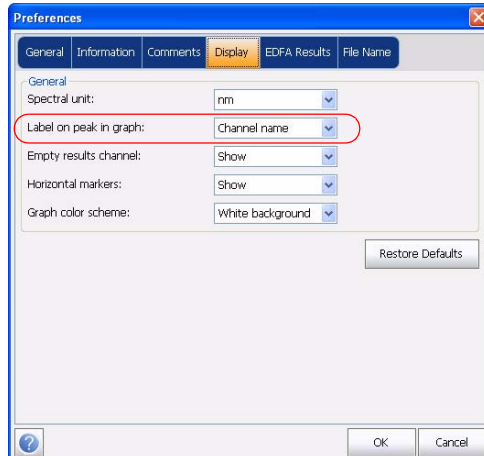 Preferences
General Information Comments Display EDFA Results File Name
General
Spectral unit: nm
Label on peak in graph: Channel name
Empty results channel: Show
Horizontal markers: Show
Graph color scheme: White background
Restore Defaults
? OK Cancel